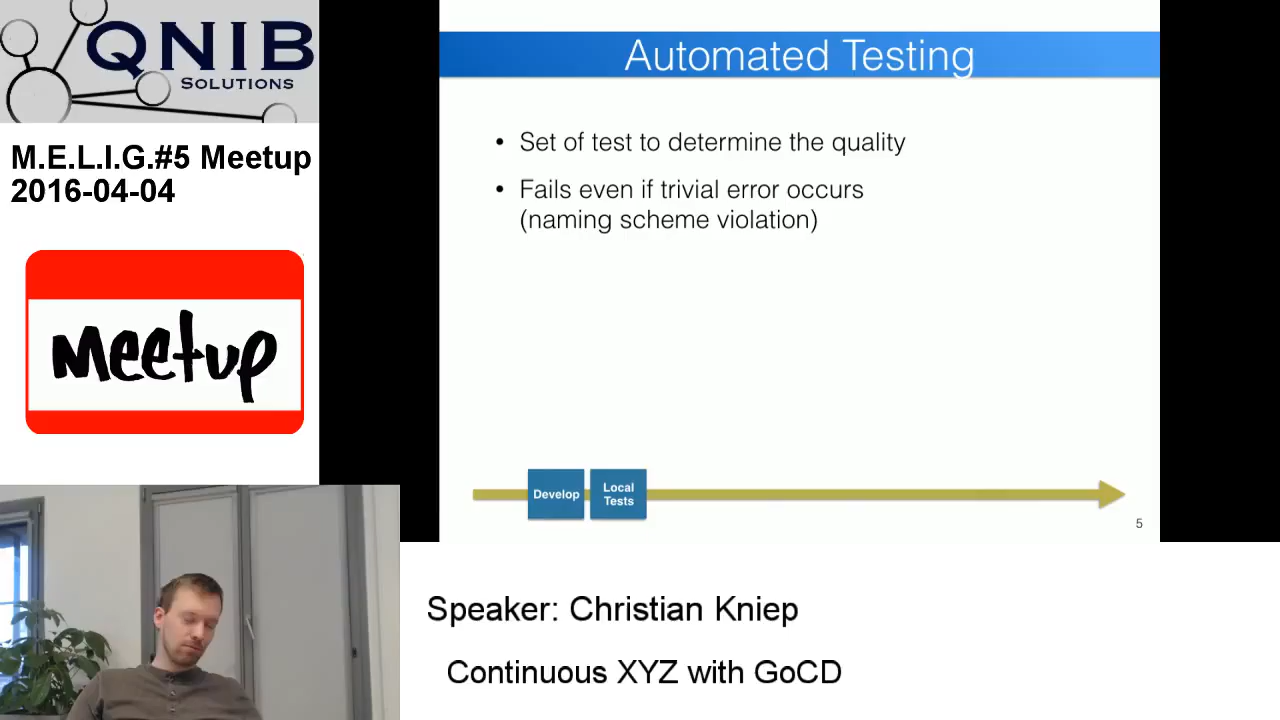 QNIB
SOLUTIONS
M.E.L.I.G.#5 Meetup
2016-04-04
meetup
Automated Testing
• Set of test to determine the quality
• Fails even if trivial error occurs
(naming scheme violation)
Develop
Local
Tests
5
Speaker: Christian Kniep
Continuous XYZ with GoCD